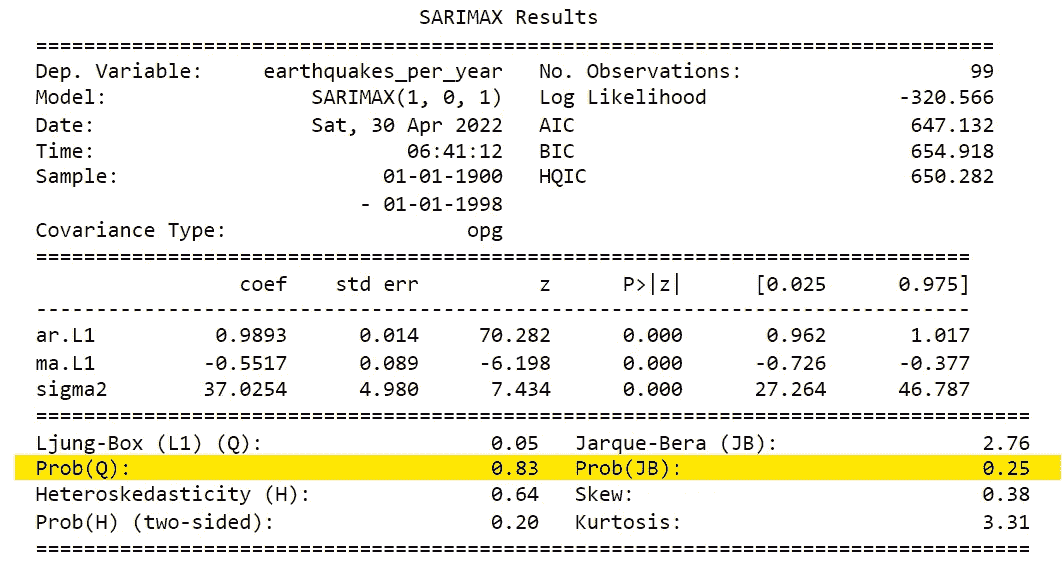 SARIMAX Results
==============================================================================
Dep. Variable: earthquakes_per_year No. Observations: 99
Model: SARIMAX(1, 0, 1) Log Likelihood -320.566
Date: Sat, 30 Apr 2022 AIC 647.132
Time: 06:41:12 BIC 654.918
Sample: 01-01-1900 HQIC 650.282
- 01-01-1998
Covariance Type: opg
==============================================================================
coef std err z P>|z| [0.025 0.975]
------------------------------------------------------------------------------
ar.L1 0.9893 0.014 70.282 0.000 0.962 1.017
ma.L1 -0.5517 0.089 -6.198 0.000 -0.726 -0.377
sigma2 37.0254 4.980 7.434 0.000 27.264 46.787
===================================================================================
Ljung-Box (L1) (Q): 0.05 Jarque-Bera (JB): 2.76
Prob(Q): 0.83 Prob(JB): 0.25
Heteroskedasticity (H): 0.64 Skew: 0.38
Prob(H) (two-sided): 0.20 Kurtosis: 3.31
===================================================================================